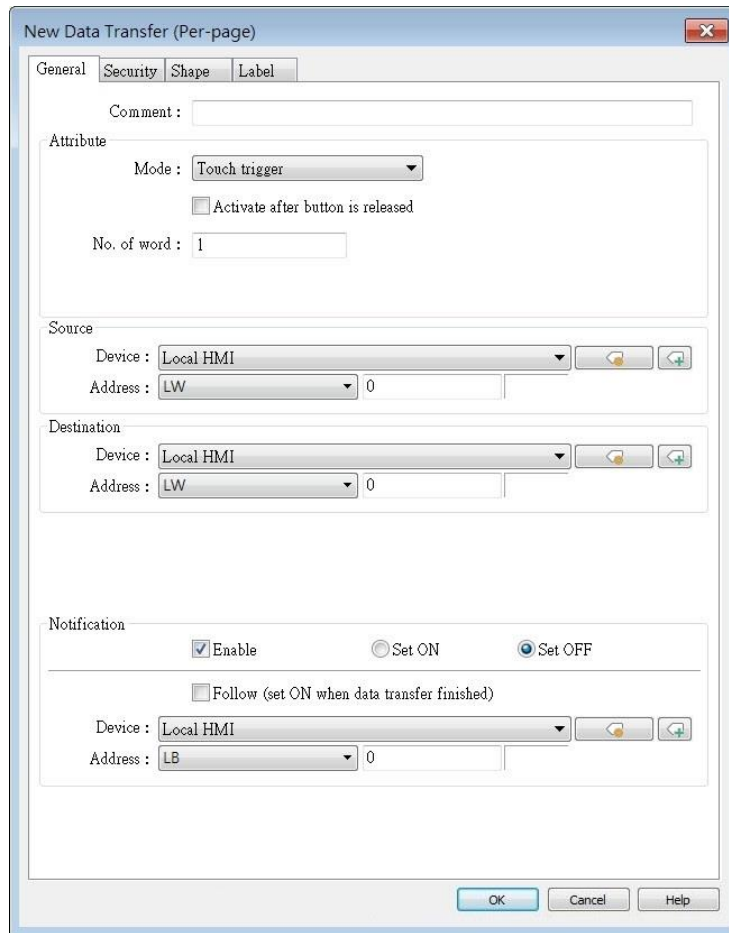 New Data Transfer (Per-page)
General Security Shape Label
Comment :
Attribute
Mode : Touch trigger
Activate after button is released
No. of word : 1
Source
Device : Local HMI
Address : LW 0
Destination
Device : Local HMI
Address : LW 0
Notification
Enable Set ON Set OFF
Follow (set ON when data transfer finished)
Device : Local HMI
Address : LB 0
OK Cancel Help